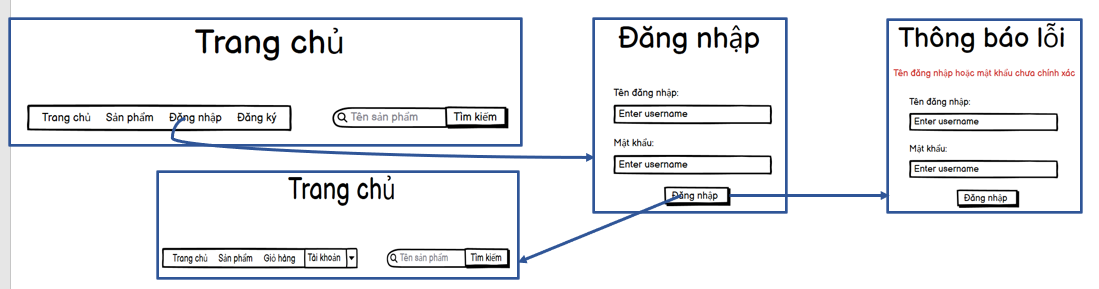 Trang chủ
Trang chủ Sản phẩm Đăng nhập Đăng ký
Tên sản phẩm Tìm kiếm
Đăng nhập
Tên đăng nhập:
Enter username
Mật khẩu:
Enter username
Đăng nhập
Thông báo lỗi
Tên đăng nhập hoặc mật khẩu chưa chính xác
Tên đăng nhập:
Enter username
Mật khẩu:
Enter username
Đăng nhập
Trang chủ
Trang chủ Sản phẩm Giỏ hàng Tài khoản
Tên sản phẩm Tìm kiếm